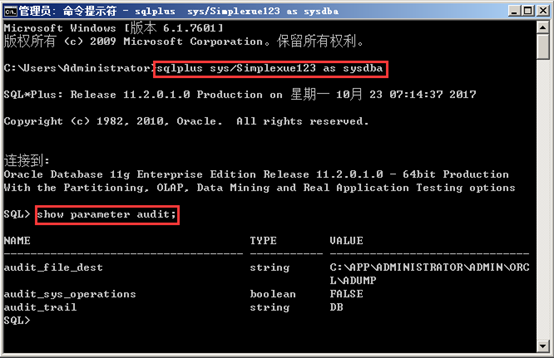 管理员: 命令提示符 - sqlplus  sys/Simplexue123 as sysdba
Microsoft Windows [版本 6.1.7601]
版权所有 (c) 2009 Microsoft Corporation。保留所有权利。
C:\Users\Administrator>sqlplus sys/Simplexue123 as sysdba
SQL*Plus: Release 11.2.0.1.0 Production on 星期一 10月 23 07:14:37 2017
Copyright (c) 1982, 2010, Oracle.  All rights reserved.
连接到:
Oracle Database 11g Enterprise Edition Release 11.2.0.1.0 - 64bit Production
With the Partitioning, OLAP, Data Mining and Real Application Testing options
SQL> show parameter audit;
NAME                                 TYPE        VALUE
------------------------------------ ----------- ------------------------------
audit_file_dest                      string      C:\APP\ADMINISTRATOR\ADMIN\ORC
L\ADUMP
audit_sys_operations                 boolean     FALSE
audit_trail                          string      DB
SQL>